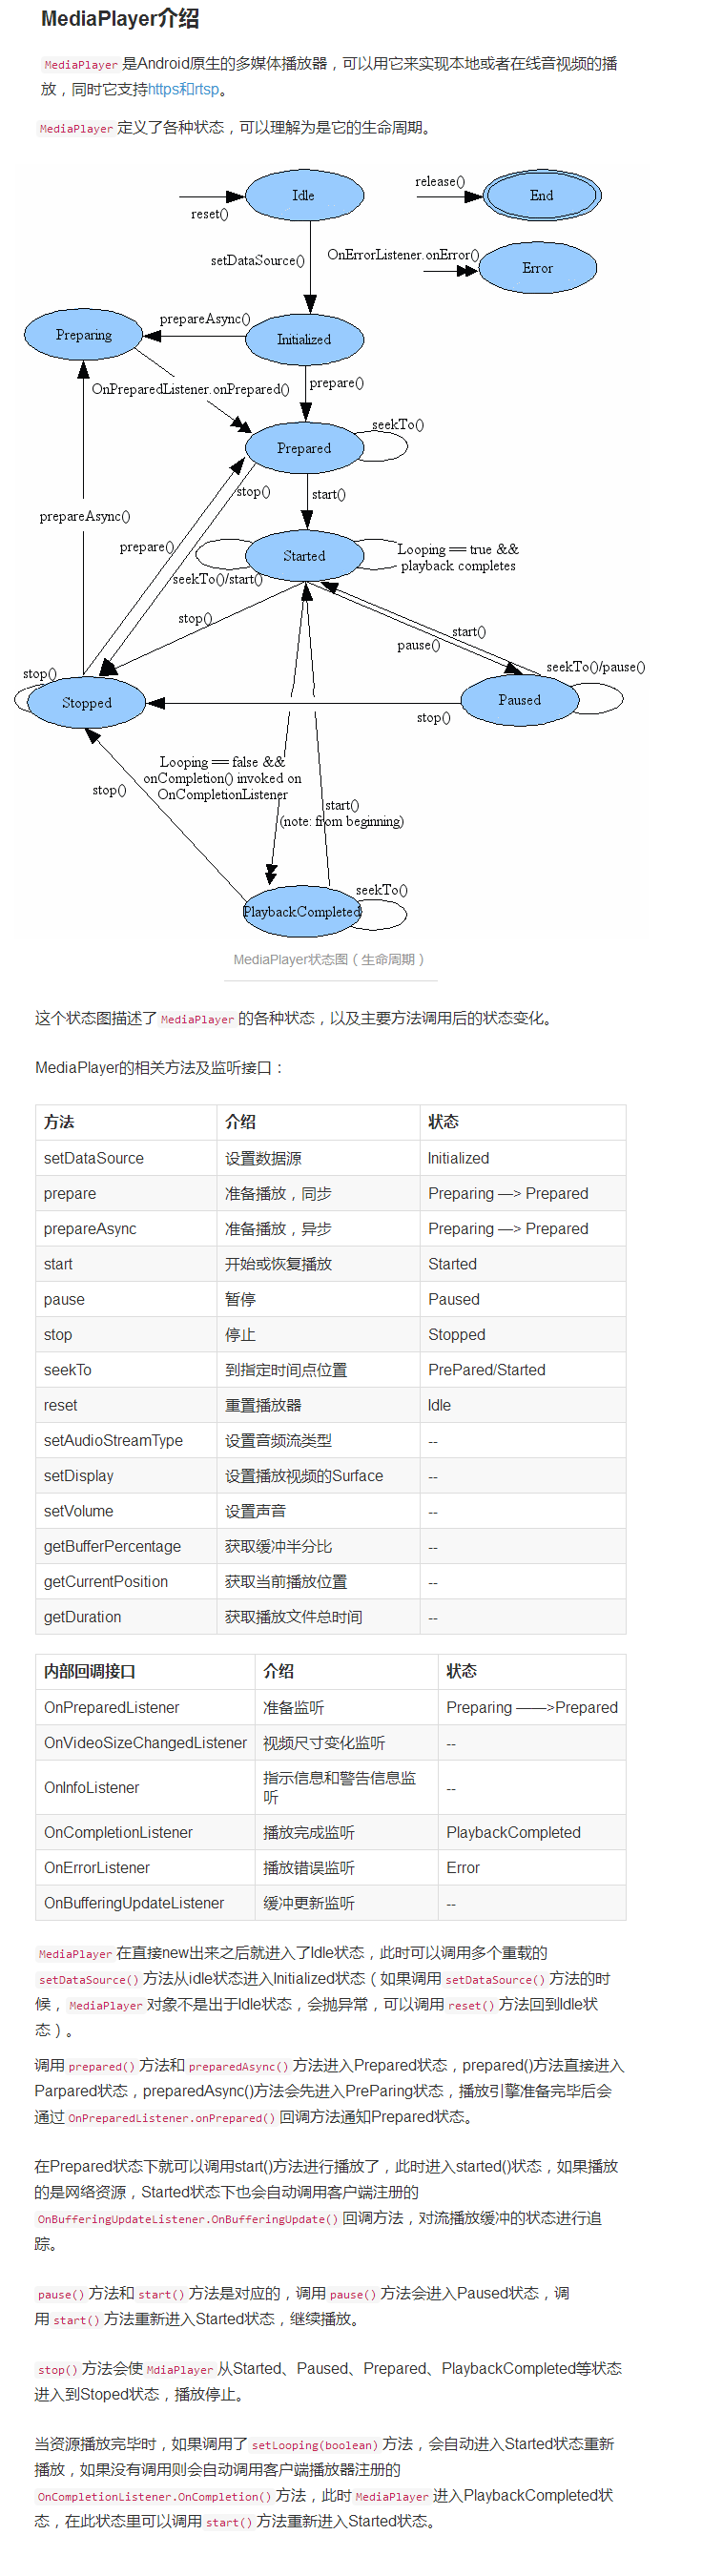 MediaPlayer介绍
MediaPlayer 是Android原生的多媒体播放器，可以用它来实现本地或者在线音视频的播
放，同时它支持https和rtsp。
MediaPlayer 定义了各种状态，可以理解为是它的生命周期。
Idle
release()
End
reset()
setDataSource()
OnErrorListener.onError()
Error
prepareAsync()
Preparing
Initialized
OnPreparedListener.onPrepared()
prepare()
seekTo()
Prepared
stop()
start()
prepareAsync()
prepare()
Started
Looping == true &&
playback completes
seekTo()/start()
stop()
start()
pause()
seekTo()/pause()
stop()
Stopped
Paused
stop()
Looping == false &&
onCompletion() invoked on
OnCompletionListener
stop()
start()
(note: from beginning)
seekTo()
PlaybackCompleted
MediaPlayer状态图（生命周期）
这个状态图描述了 MediaPlayer 的各种状态，以及主要方法调用后的状态变化。
MediaPlayer的相关方法及监听接口：
方法 介绍 状态
setDataSource 设置数据源 Initialized
prepare 准备播放，同步 Preparing —> Prepared
prepareAsync 准备播放，异步 Preparing —> Prepared
start 开始或恢复播放 Started
pause 暂停 Paused
stop 停止 Stopped
seekTo 到指定时间点位置 PrePared/Started
reset 重置播放器 Idle
setAudioStreamType 设置音频流类型 --
setDisplay 设置播放视频的Surface --
setVolume 设置声音 --
getBufferPercentage 获取缓冲半分比 --
getCurrentPosition 获取当前播放位置 --
getDuration 获取播放文件总时间 --
内部回调接口 介绍 状态
OnPreparedListener 准备监听 Preparing ——>Prepared
OnVideoSizeChangedListener 视频尺寸变化监听 --
OnInfoListener 指示信息和警告信息监
听 --
OnCompletionListener 播放完成监听 PlaybackCompleted
OnErrorListener 播放错误监听 Error
OnBufferingUpdateListener 缓冲更新监听 --
MediaPlayer 在直接new出来之后就进入了Idle状态，此时可以调用多个重载的
setDataSource() 方法从idle状态进入Initialized状态（如果调用 setDataSource() 方法的时
候， MediaPlayer 对象不是出于Idle状态，会抛异常，可以调用 reset() 方法回到Idle状
态）。
调用 prepared() 方法和 preparedAsync() 方法进入Prepared状态，prepared()方法直接进入
Parpared状态，preparedAsync()方法会先进入PreParing状态，播放引擎准备完毕后会
通过 OnPreparedListener.onPrepared() 回调方法通知Prepared状态。
在Prepared状态下就可以调用start()方法进行播放了，此时进入started()状态，如果播放
的是网络资源，Started状态下也会自动调用客户端注册的
OnBufferingUpdateListener.OnBufferingUpdate() 回调方法，对流播放缓冲的状态进行追
踪。
pause() 方法和 start() 方法是对应的，调用 pause() 方法会进入Paused状态，调
用 start() 方法重新进入Started状态，继续播放。
stop() 方法会使 MdiaPlayer 从Started、Paused、Prepared、PlaybackCompleted等状态
进入到Stoped状态，播放停止。
当资源播放完毕时，如果调用了 setLooping(boolean) 方法，会自动进入Started状态重新
播放，如果没有调用则会自动调用客户端播放器注册的
OnCompletionListener.OnCompletion() 方法，此时 MediaPlayer 进入PlaybackCompleted状
态，在此状态里可以调用 start() 方法重新进入Started状态。